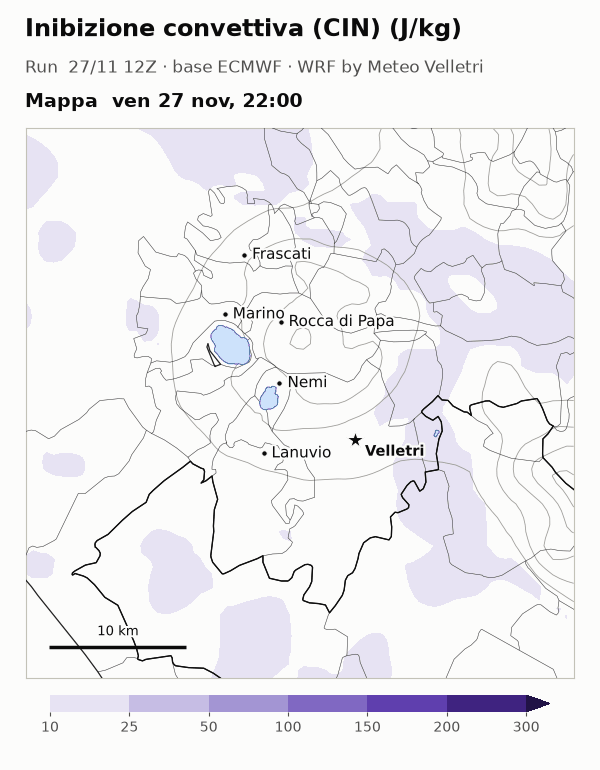 Inibizione convettiva (CIN) (J/kg)
Run  27/11 12Z · base ECMWF · WRF by Meteo Velletri
Mappa  ven 27 nov, 22:00
Frascati
Marino
Rocca di Papa
Nemi
Velletri
Lanuvio
10 km
10 25 50 100 150 200 300